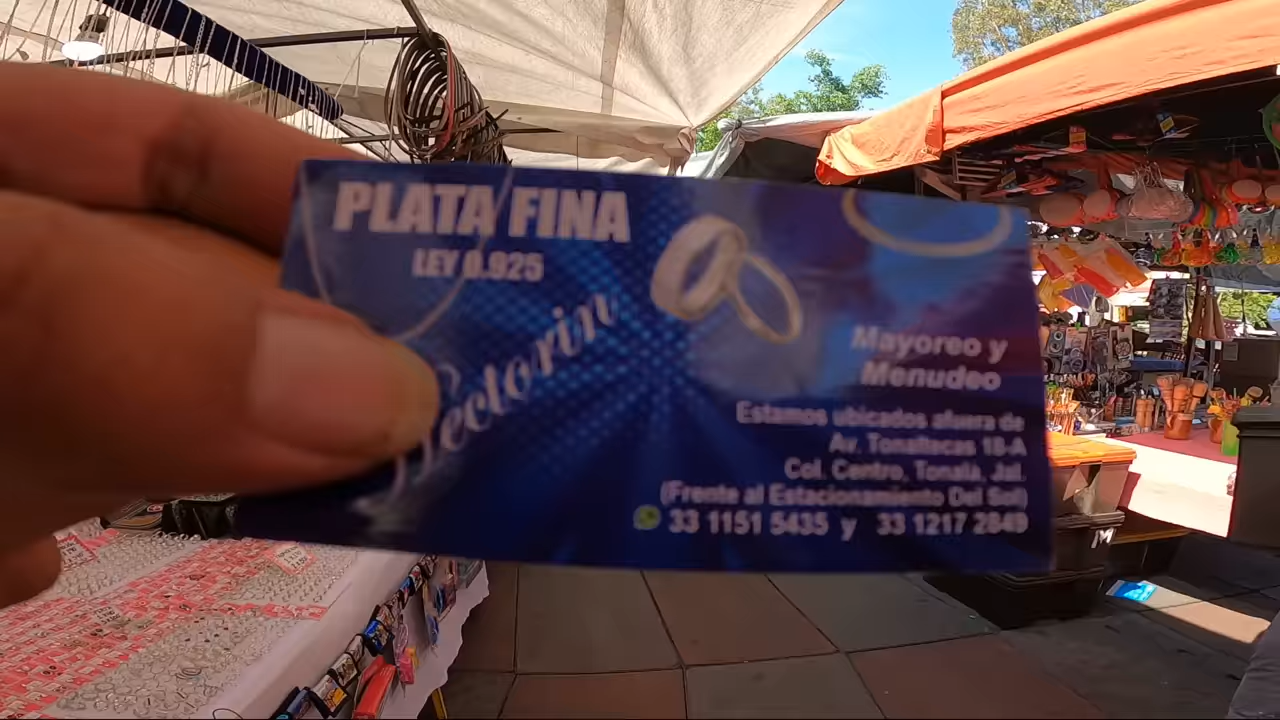 PLATA FINA
LEY 0.925
Mayoreo y
Menudeo
Estamos ubicados afuera de
Av. Tonaltecas 18-A
Col. Centro, Tonalá, Jal.
(Frente al Estacionamiento Del Sol)
33 1151 5435 y 33 1217 2849